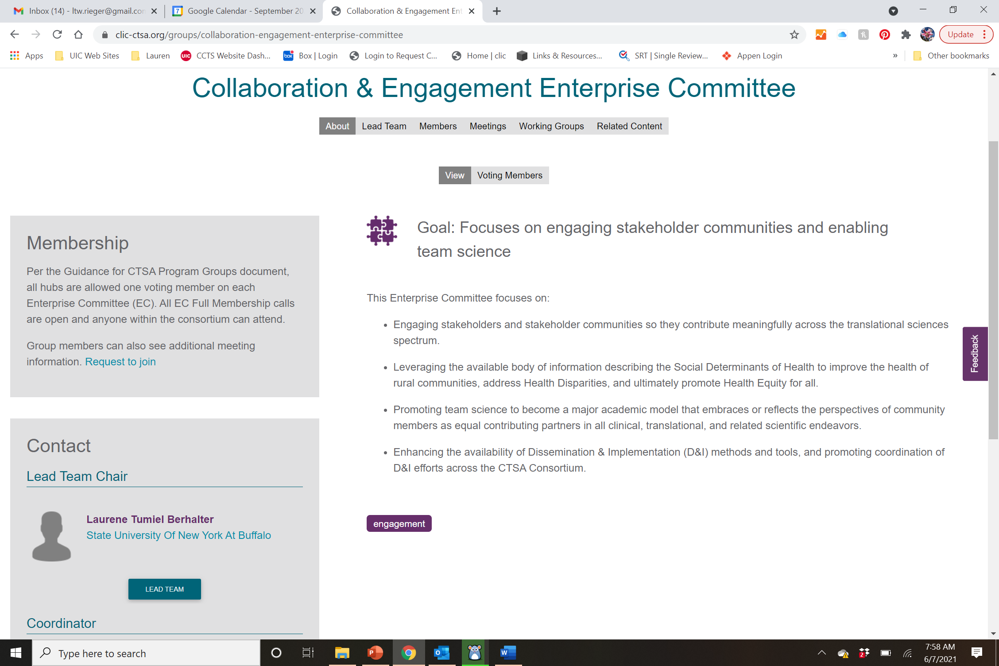 Inbox (14) - ltw.rieger@gmail.con
Google Calendar - September 20
Collaboration & Engagement Ent
clic-ctsa.org/groups/collaboration-engagement-enterprise-committee
Update
Apps
UIC Web Sites
Lauren
UIC
CCTS Website Dash...
box
Box | Login
Login to Request C...
Home | clic
Links & Resources...
SRT | Single Review...
Appen Login
»
Other bookmarks
Collaboration & Engagement Enterprise Committee
About Lead Team Members Meetings Working Groups Related Content
View Voting Members
Membership
Per the Guidance for CTSA Program Groups document,
all hubs are allowed one voting member on each
Enterprise Committee (EC). All EC Full Membership calls
are open and anyone within the consortium can attend.
Group members can also see additional meeting
information. Request to join
Contact
Lead Team Chair
Laurene Tumiel Berhalter
State University Of New York At Buffalo
LEAD TEAM
Coordinator
Goal: Focuses on engaging stakeholder communities and enabling
team science
This Enterprise Committee focuses on:
• Engaging stakeholders and stakeholder communities so they contribute meaningfully across the translational sciences
spectrum.
• Leveraging the available body of information describing the Social Determinants of Health to improve the health of
rural communities, address Health Disparities, and ultimately promote Health Equity for all.
• Promoting team science to become a major academic model that embraces or reflects the perspectives of community
members as equal contributing partners in all clinical, translational, and related scientific endeavors.
• Enhancing the availability of Dissemination & Implementation (D&I) methods and tools, and promoting coordination of
D&I efforts across the CTSA Consortium.
engagement
Feedback
Type here to search
2
7:58 AM
6/7/2021